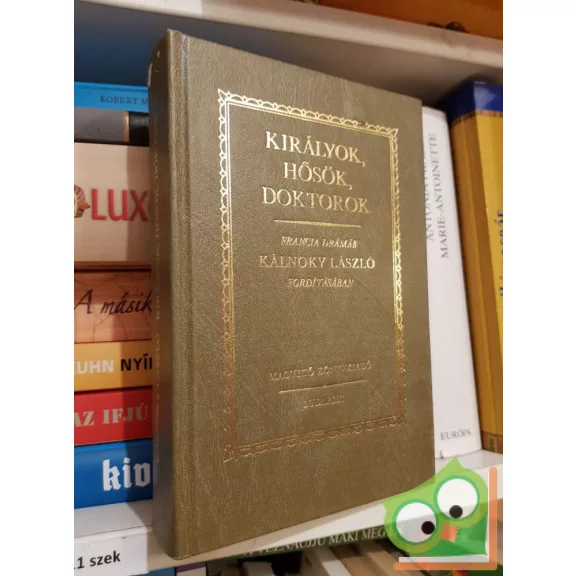 KIRÁLYOK,
HŐSÖK,
DOKTOROK
FRANCIA DRÁMÁK
KÁLNOKY LÁSZLÓ
FORDÍTÁSÁBAN
MAGVETŐ KÖNYVKIADÓ
BUDAPEST
ROBERT M
LUX
A másik
KUHN NYÍ
AZ IFJÚ
kiv
1 szek
MARIE-ANTOINETTE
EURÓPA